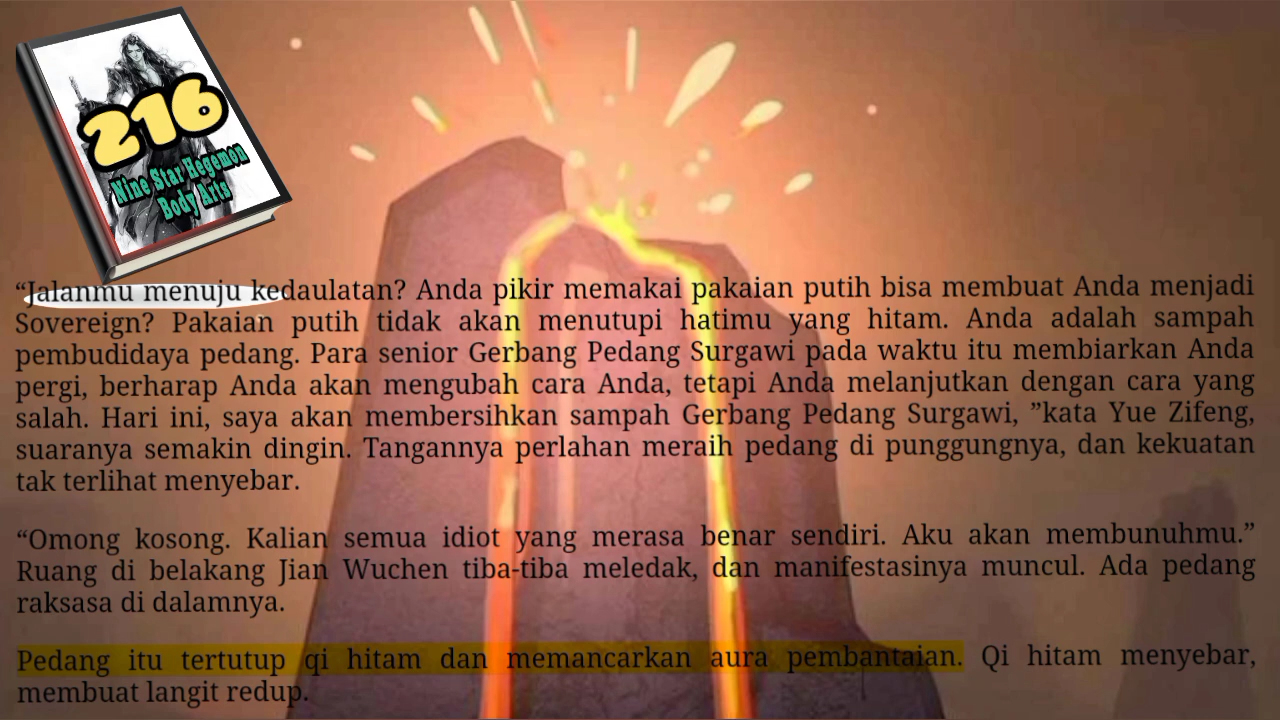 216
Nine Star Hegemon
Body Arts
“Jalanmu menuju kedaulatan? Anda pikir memakai pakaian putih bisa membuat Anda menjadi
Sovereign? Pakaian putih tidak akan menutupi hatimu yang hitam. Anda adalah sampah
pembudidaya pedang. Para senior Gerbang Pedang Surgawi pada waktu itu membiarkan Anda
pergi, berharap Anda akan mengubah cara Anda, tetapi Anda melanjutkan dengan cara yang
salah. Hari ini, saya akan membersihkan sampah Gerbang Pedang Surgawi, ”kata Yue Zifeng,
suaranya semakin dingin. Tangannya perlahan meraih pedang di punggungnya, dan kekuatan
tak terlihat menyebar.
“Omong kosong. Kalian semua idiot yang merasa benar sendiri. Aku akan membunuhmu.”
Ruang di belakang Jian Wuchen tiba-tiba meledak, dan manifestasinya muncul. Ada pedang
raksasa di dalamnya.
Pedang itu tertutup qi hitam dan memancarkan aura pembantaian. Qi hitam menyebar,
membuat langit redup.